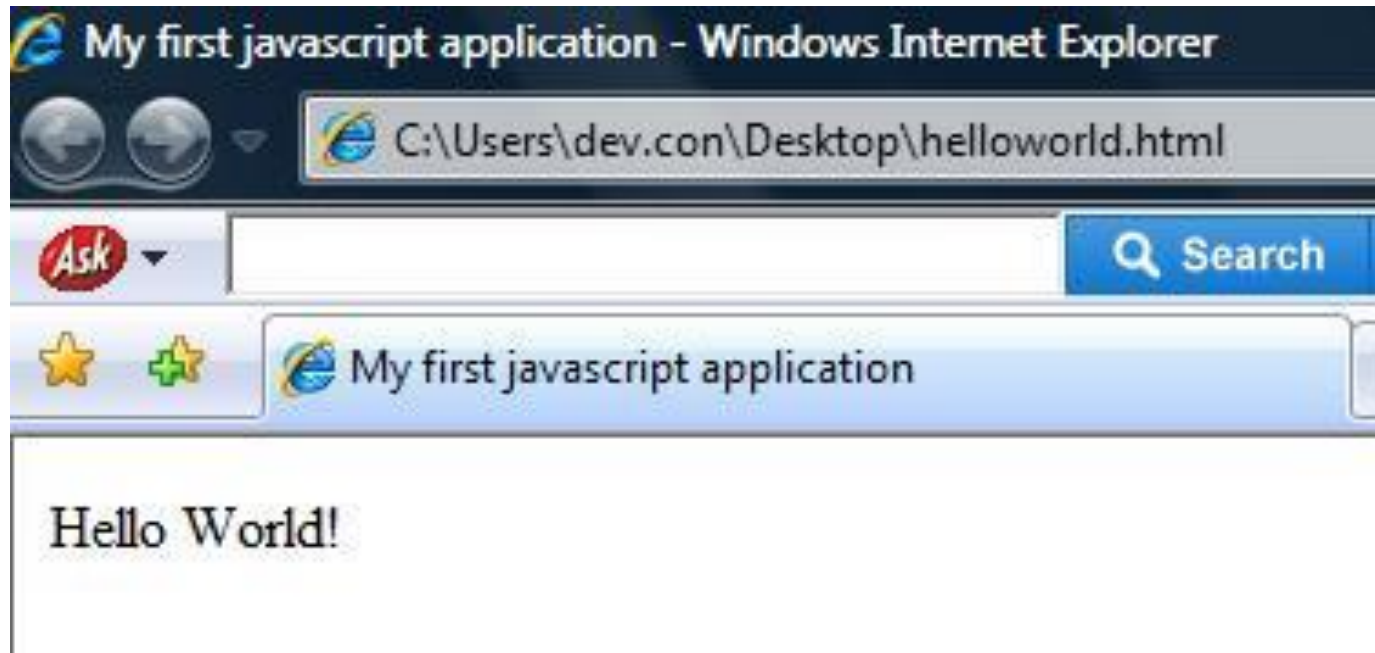 My first javascript application - Windows Internet Explorer
C:\Users\dev.con\Desktop\helloworld.html
Ask Search
My first javascript application
Hello World!